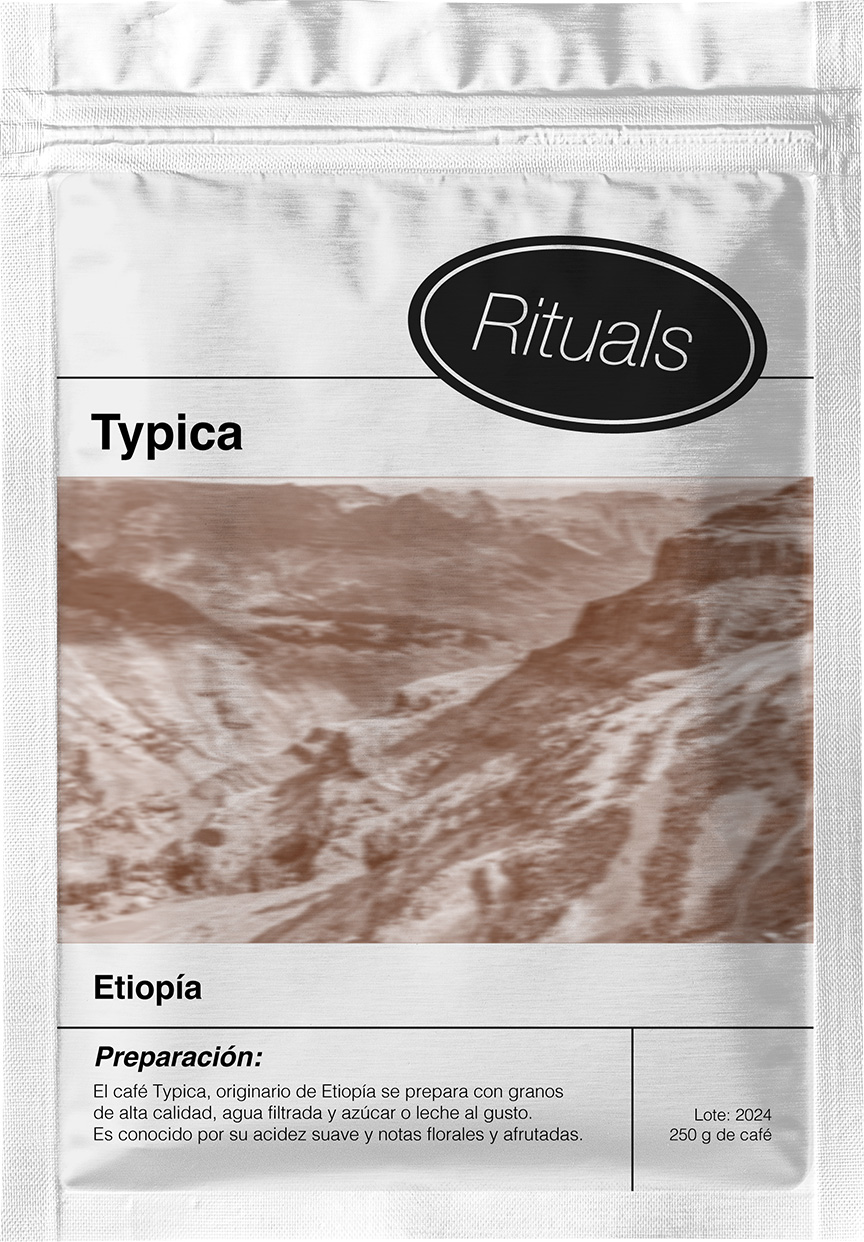 Rituals
Typica
Etiopía
Preparación:
El café Typica, originario de Etiopía se prepara con granos
de alta calidad, agua filtrada y azúcar o leche al gusto.
Es conocido por su acidez suave y notas florales y afrutadas.
Lote: 2024
250 g de café